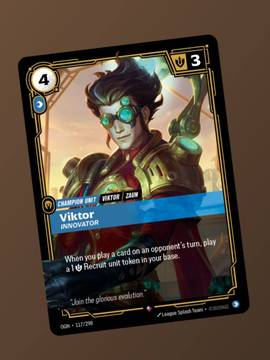 4
3
CHAMPION UNIT VIKTOR | ZAUN
Viktor
INNOVATOR
When you play a card on an opponent's turn, play
a 1 Recruit unit token in your base.
"Join the glorious evolution."
OGN • 117/298
League Splash Team